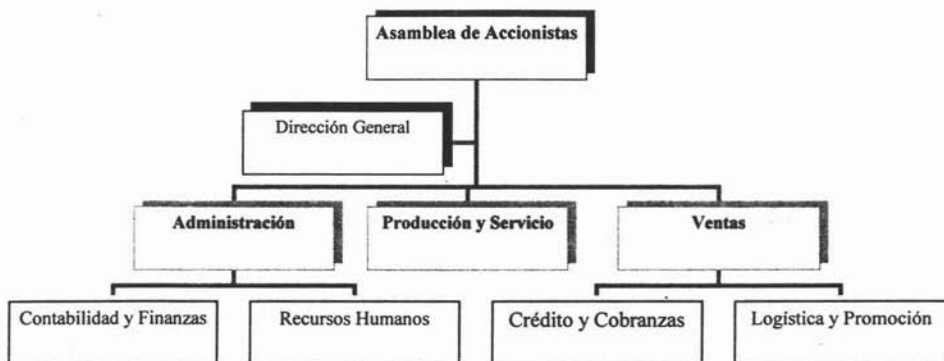 Asamblea de Accionistas
Dirección General
Administración
Producción y Servicio
Ventas
Contabilidad y Finanzas
Recursos Humanos
Crédito y Cobranzas
Logística y Promoción